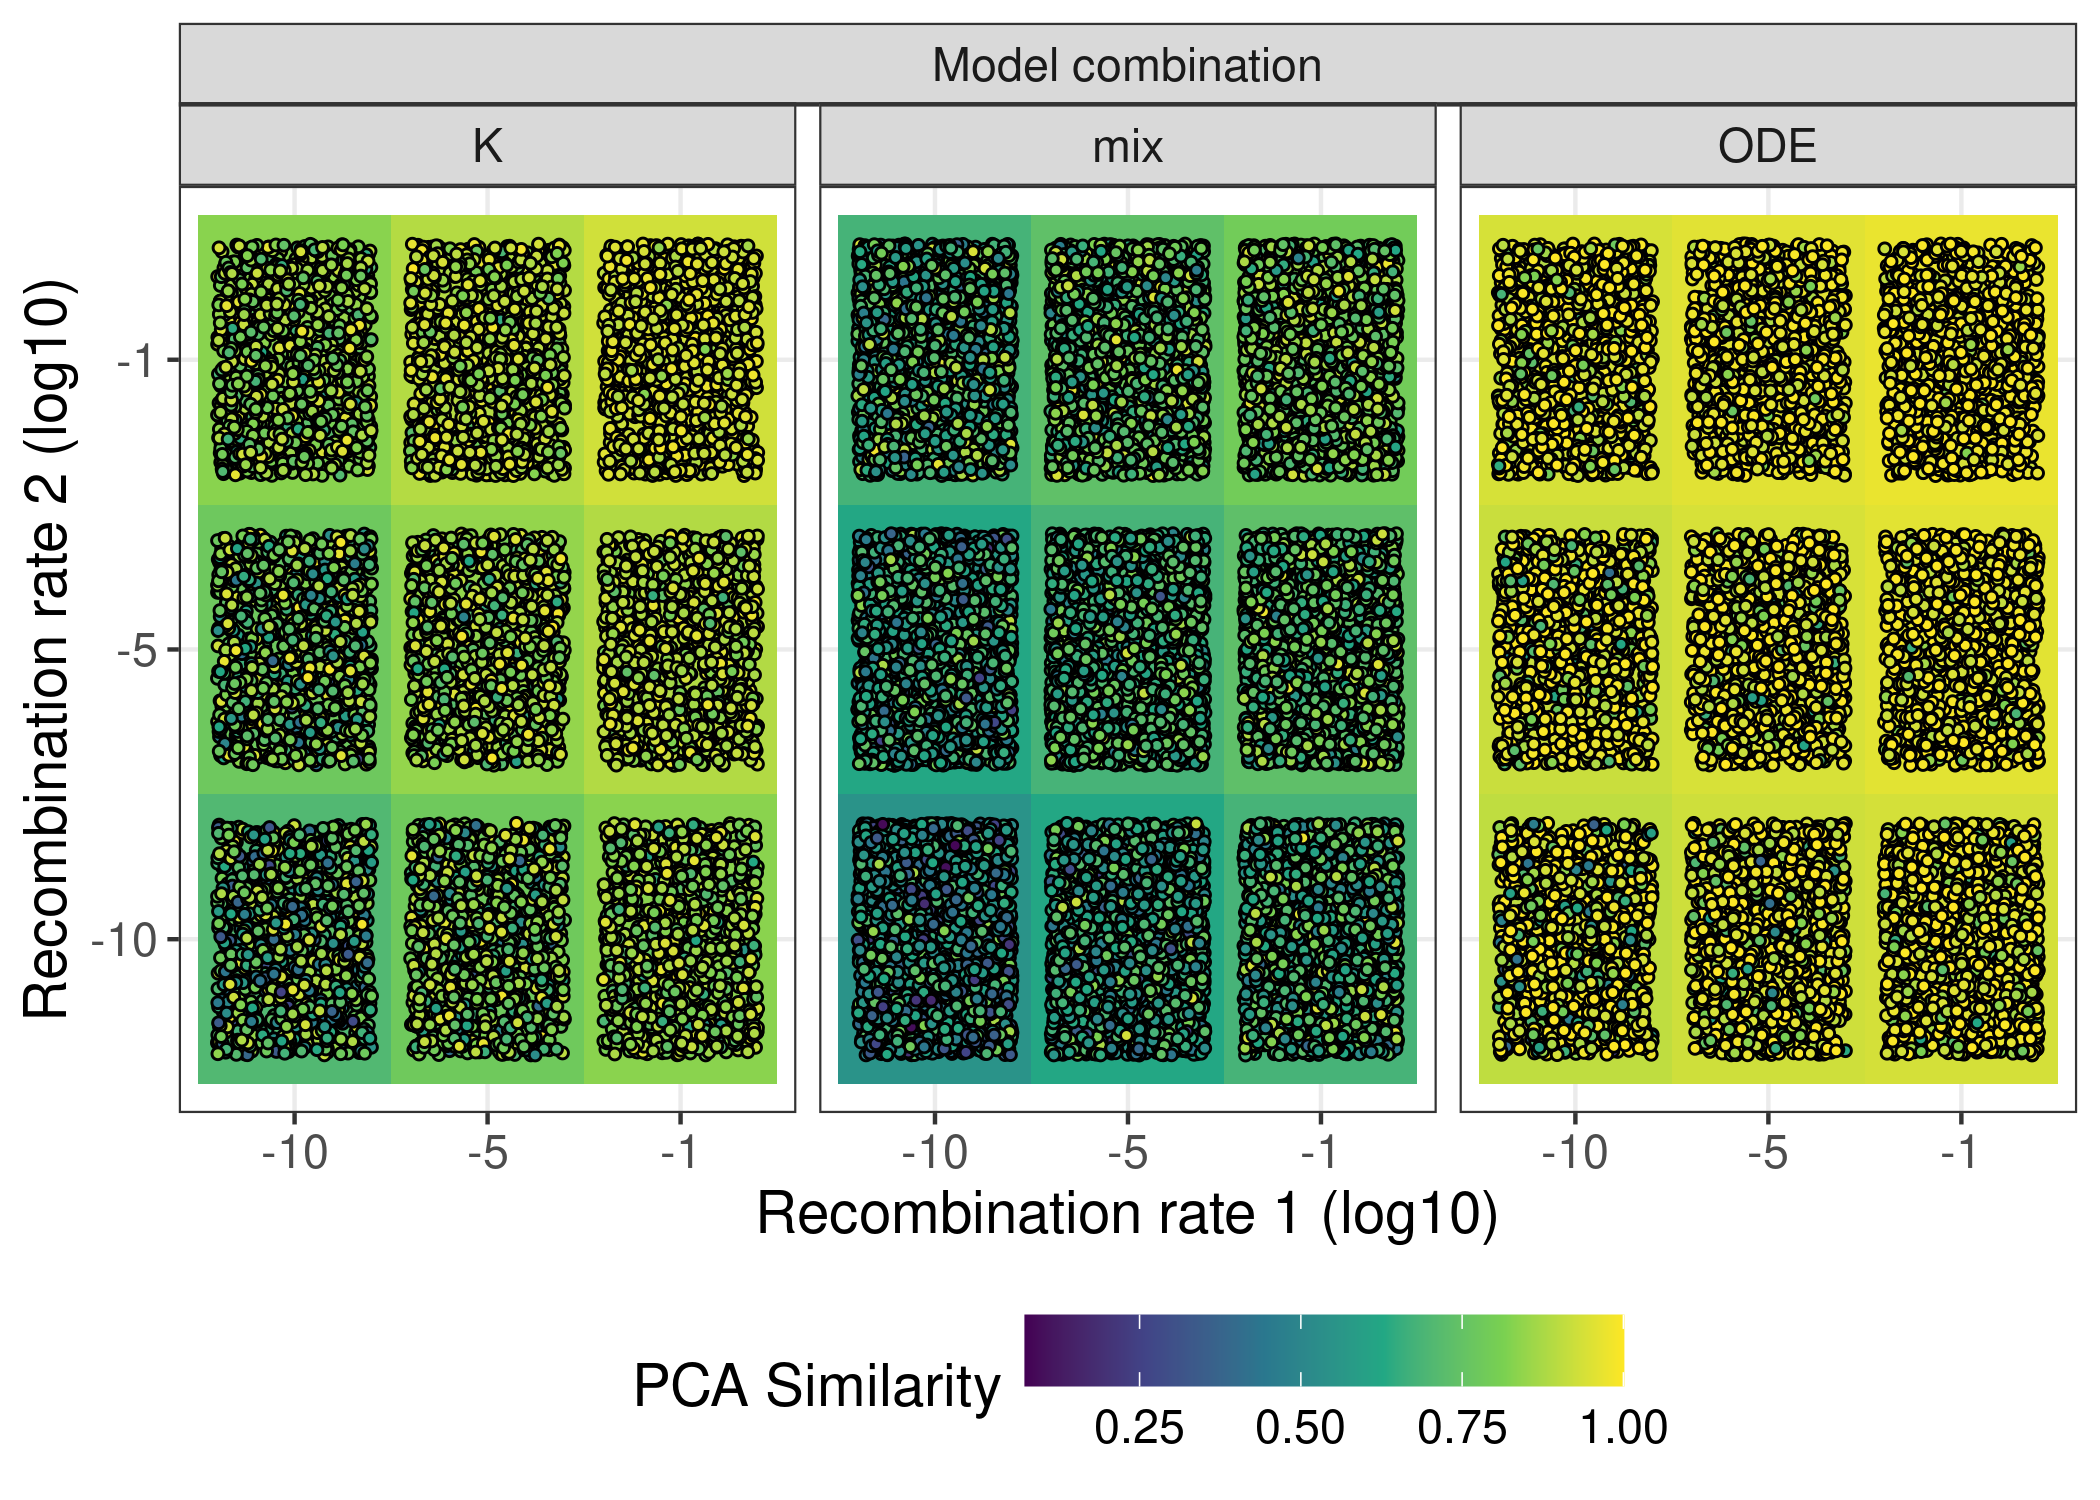 Model combination
K mix ODE
Recombination rate 2 (log10)
-1
-5
-10
-10 -5 -1 -10 -5 -1 -10 -5 -1
Recombination rate 1 (log10)
PCA Similarity
0.25 0.50 0.75 1.00